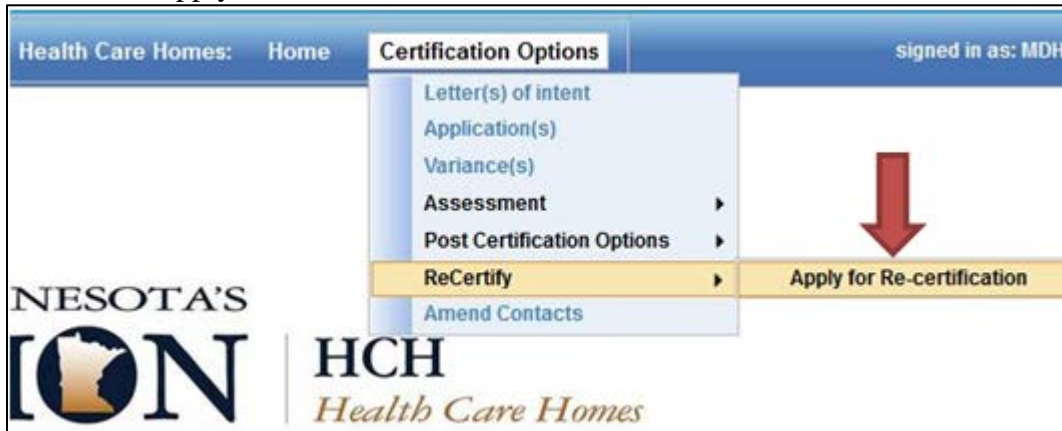 Health Care Homes: Home Certification Options signed in as: MDH
Letter(s) of intent
Application(s)
Variance(s)
Assessment
Post Certification Options
ReCertify Apply for Re-certification
Amend Contacts
NESOTA'S
ION
HCH
Health Care Homes